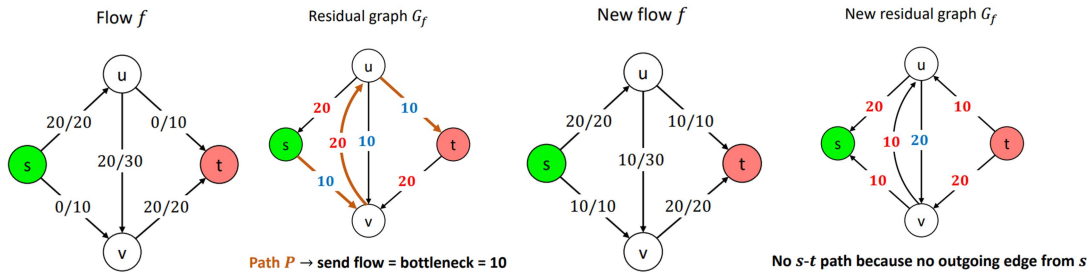 Flow f
u
20/20
0/10
s
20/30
t
0/10
20/20
v
Residual graph G_f
u
20
10
s
20
10
t
10
20
v
Path P → send flow = bottleneck = 10
New flow f
u
20/20
10/10
s
10/30
t
10/10
20/20
v
New residual graph G_f
u
20
10
s
10
20
t
10
20
v
No s-t path because no outgoing edge from s